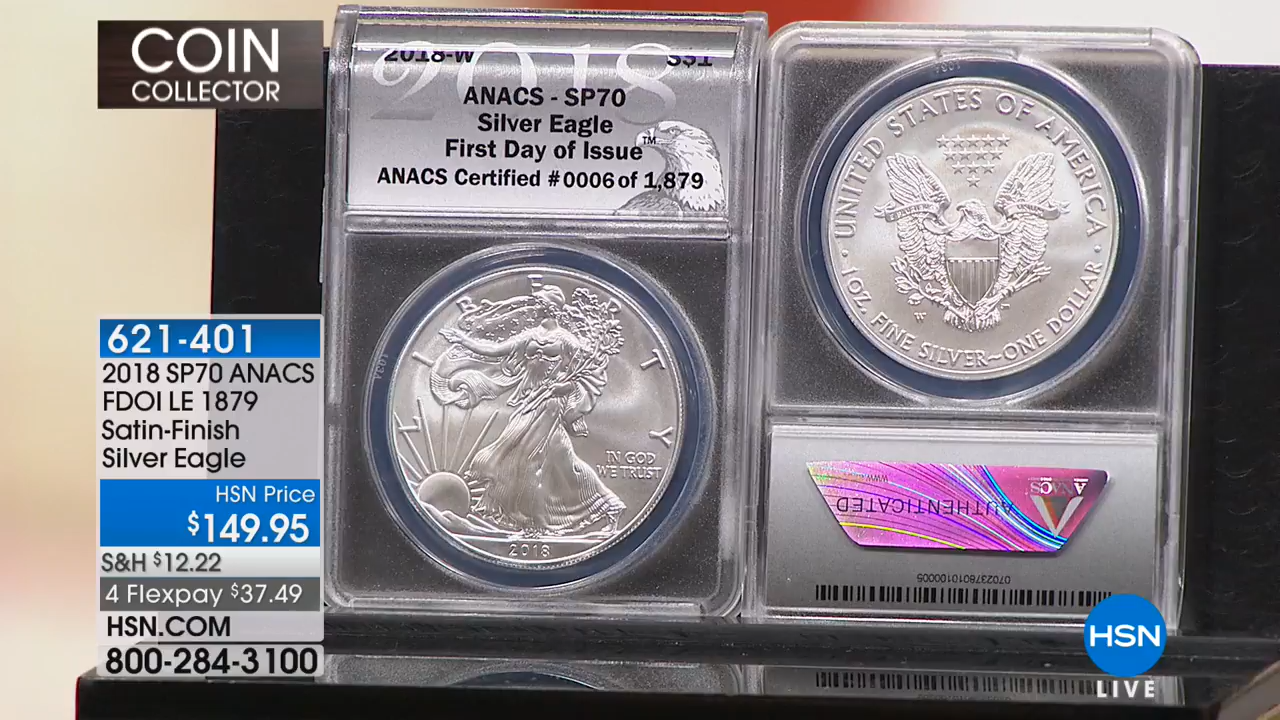 COIN
COLLECTOR
621-401
2018 SP70 ANACS
FDOI LE 1879
Satin-Finish
Silver Eagle
HSN Price
$149.95
S&H $12.22
4 Flexpay $37.49
HSN.COM
800-284-3100
2018
2018-W $1
ANACS - SP70
Silver Eagle
First Day of Issue™
ANACS Certified #0006 of 1,879
LIBERTY
IN GOD
WE TRUST
2018
UNITED STATES OF AMERICA
W
1 OZ. FINE SILVER~ONE DOLLAR
ANACS
AUTHENTICATED
HSN
LIVE